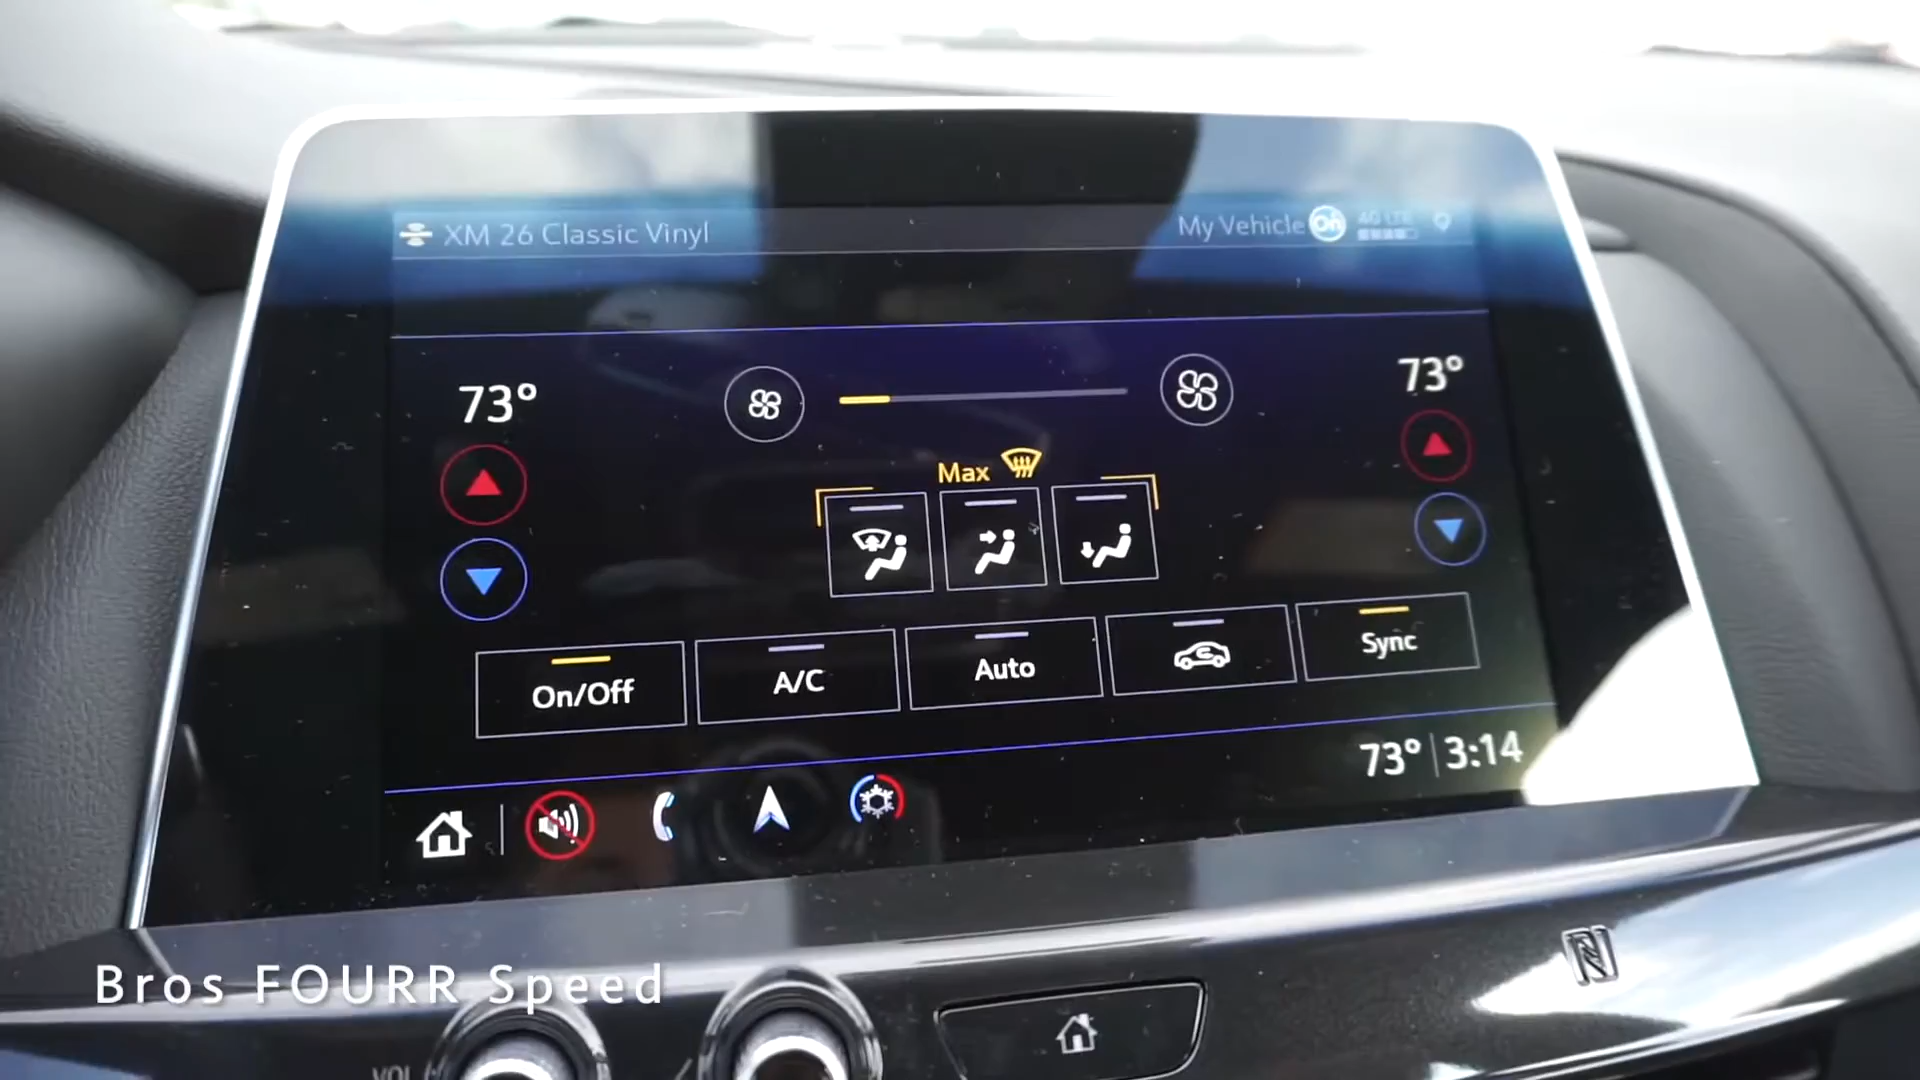 XM 26 Classic Vinyl
My Vehicle
4G LTE
73°
73°
Max
On/Off
A/C
Auto
Sync
73° 3:14
Bros FOURR Speed
VOL